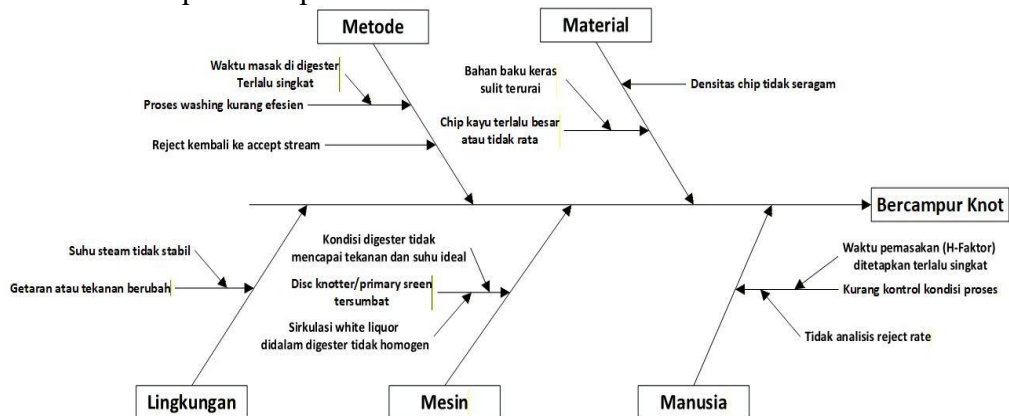 Metode
Material
Waktu masak di digester
Terlalu singkat
Proses washing kurang efesien
Reject kembali ke accept stream
Bahan baku keras
sulit terurai
Densitas chip tidak seragam
Chip kayu terlalu besar
atau tidak rata
Bercampur Knot
Suhu steam tidak stabil
Getaran atau tekanan berubah
Kondisi digester tidak
mencapai tekanan dan suhu ideal
Disc knotter/primary sreen
tersumbat
Sirkulasi white liquor
didalam digester tidak homogen
Waktu pemasakan (H-Faktor)
ditetapkan terlalu singkat
Kurang kontrol kondisi proses
Tidak analisis reject rate
Lingkungan
Mesin
Manusia